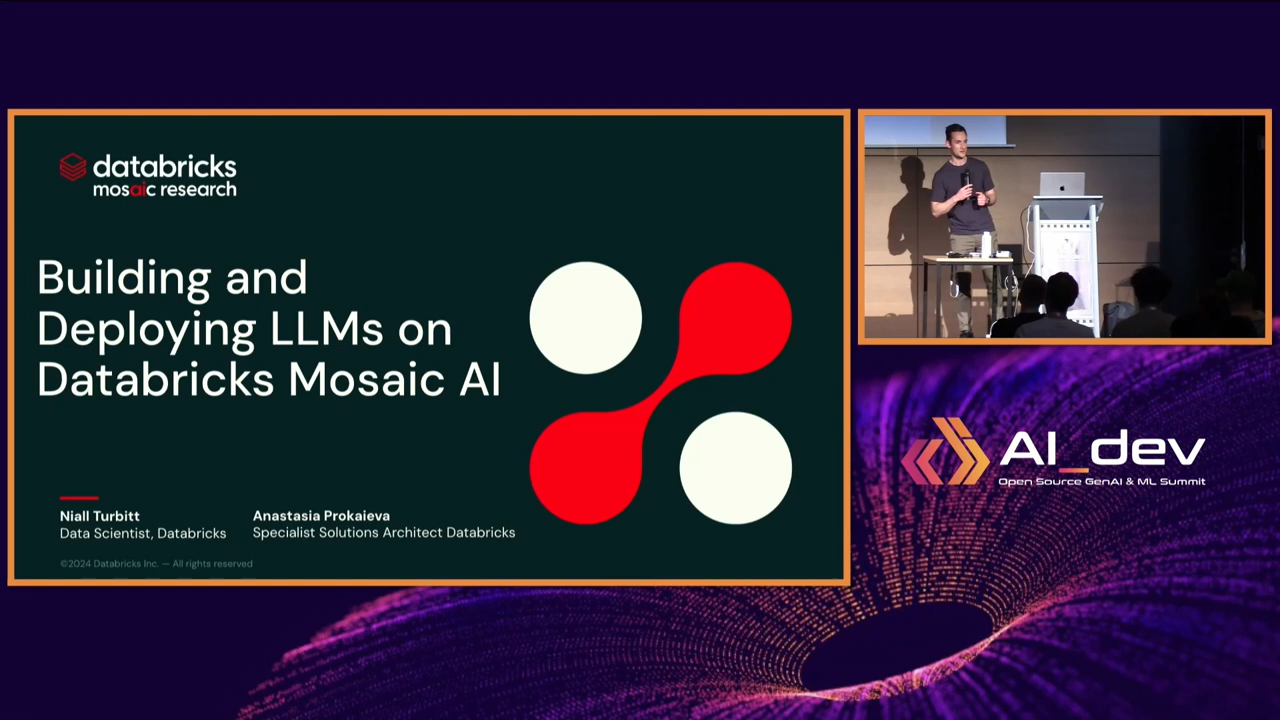 databricks
mosaic research
Building and
Deploying LLMs on
Databricks Mosaic AI
Niall Turbitt
Data Scientist, Databricks
Anastasia Prokaieva
Specialist Solutions Architect Databricks
©2024 Databricks Inc. — All rights reserved
AI_dev
Open Source GenAI & ML Summit